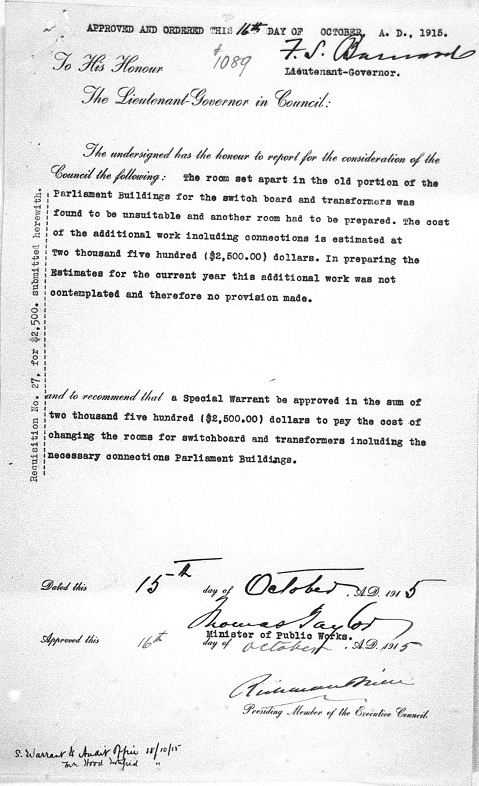 APPROVED AND ORDERED THIS 16th DAY OF OCTOBER, A. D., 1915.
1089
F. S. Barnard
Lieutenant-Governor.
To His Honour
The Lieutenant-Governor in Council:
The undersigned has the honour to report for the consideration of the
Council the following: The room set apart in the old portion of the
Parliament Buildings for the switch board and transformers was
found to be unsuitable and another room had to be prepared. The cost
of the additional work including connections is estimated at
Two thousand five hundred ($2,500.00) dollars. In preparing the
Estimates for the current year this additional work was not
contemplated and therefore no provision made.
Requisition No. 27, for $2,500. submitted herewith.
and to recommend that a Special Warrant be approved in the sum of
two thousand five hundred ($2,500.00) dollars to pay the cost of
changing the rooms for switchboard and transformers including the
necessary connections Parliament Buildings.
Dated this 15th day of October A.D. 1915
Thomas Taylor
Minister of Public Works.
Approved this 16th day of October A.D. 1915
Presiding Member of the Executive Council.
S. Warrant to Audit Office 18/10/15
Hood notified "